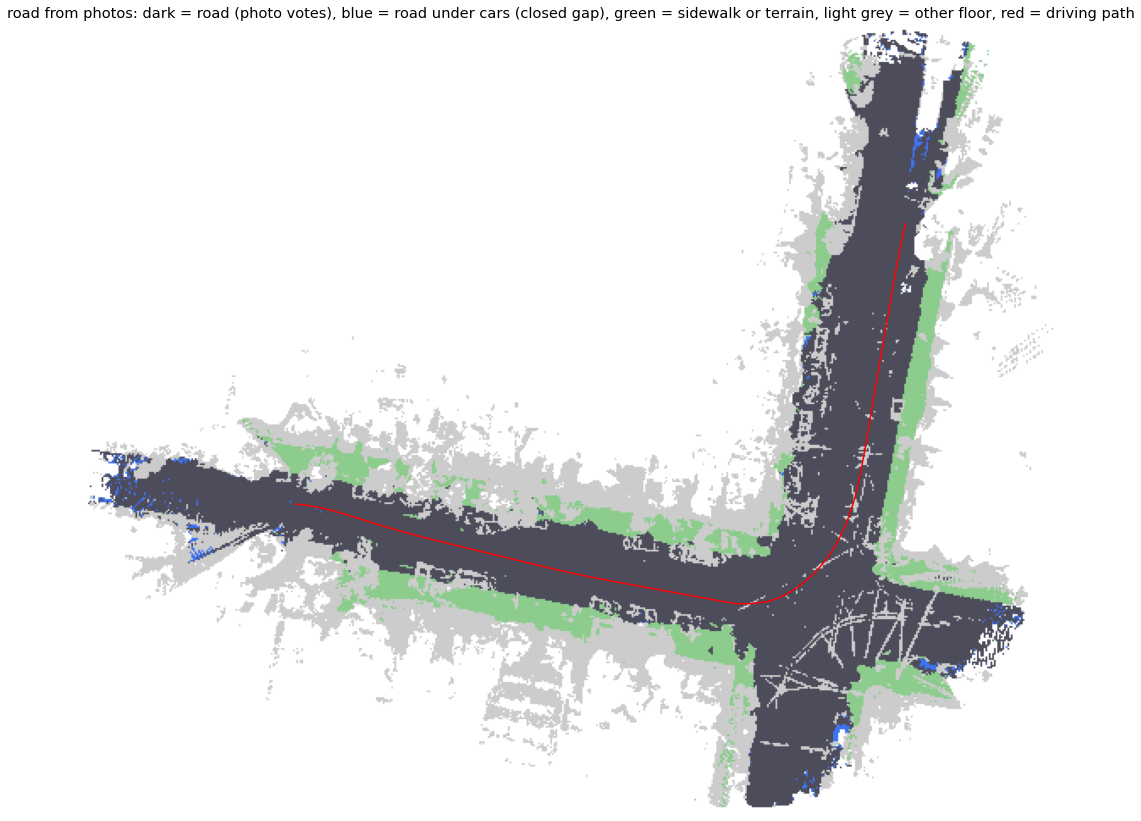 road from photos: dark = road (photo votes), blue = road under cars (closed gap), green = sidewalk or terrain, light grey = other floor, red = driving path